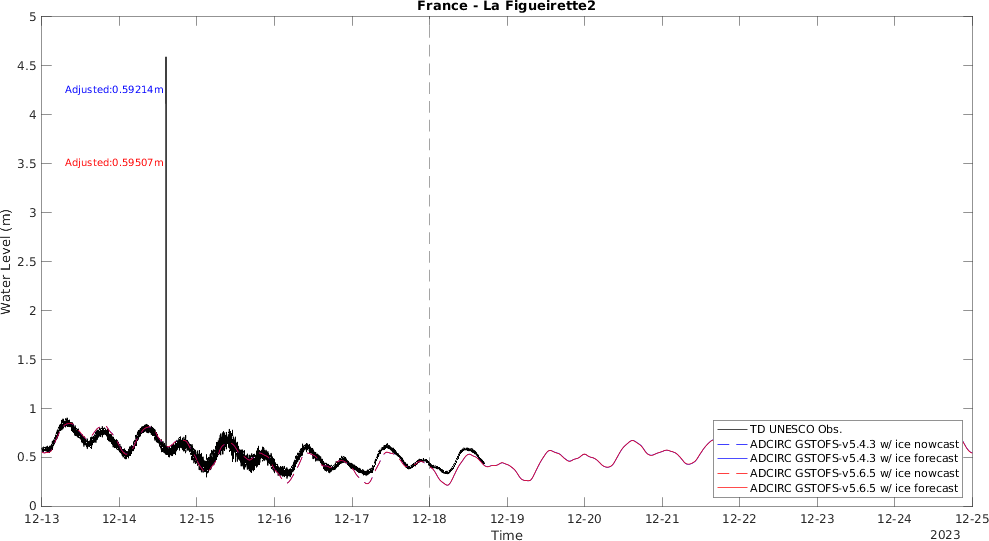 France - La Figueirette2
5
4.5
4
3.5
3
2.5
2
1.5
1
0.5
0
Water Level (m)
Adjusted:0.59214m
Adjusted:0.59507m
TD UNESCO Obs.
ADCIRC GSTOFS-v5.4.3 w/ ice nowcast
ADCIRC GSTOFS-v5.4.3 w/ ice forecast
ADCIRC GSTOFS-v5.6.5 w/ ice nowcast
ADCIRC GSTOFS-v5.6.5 w/ ice forecast
12-13 12-14 12-15 12-16 12-17 12-18 12-19 12-20 12-21 12-22 12-23 12-24 12-25
Time
2023